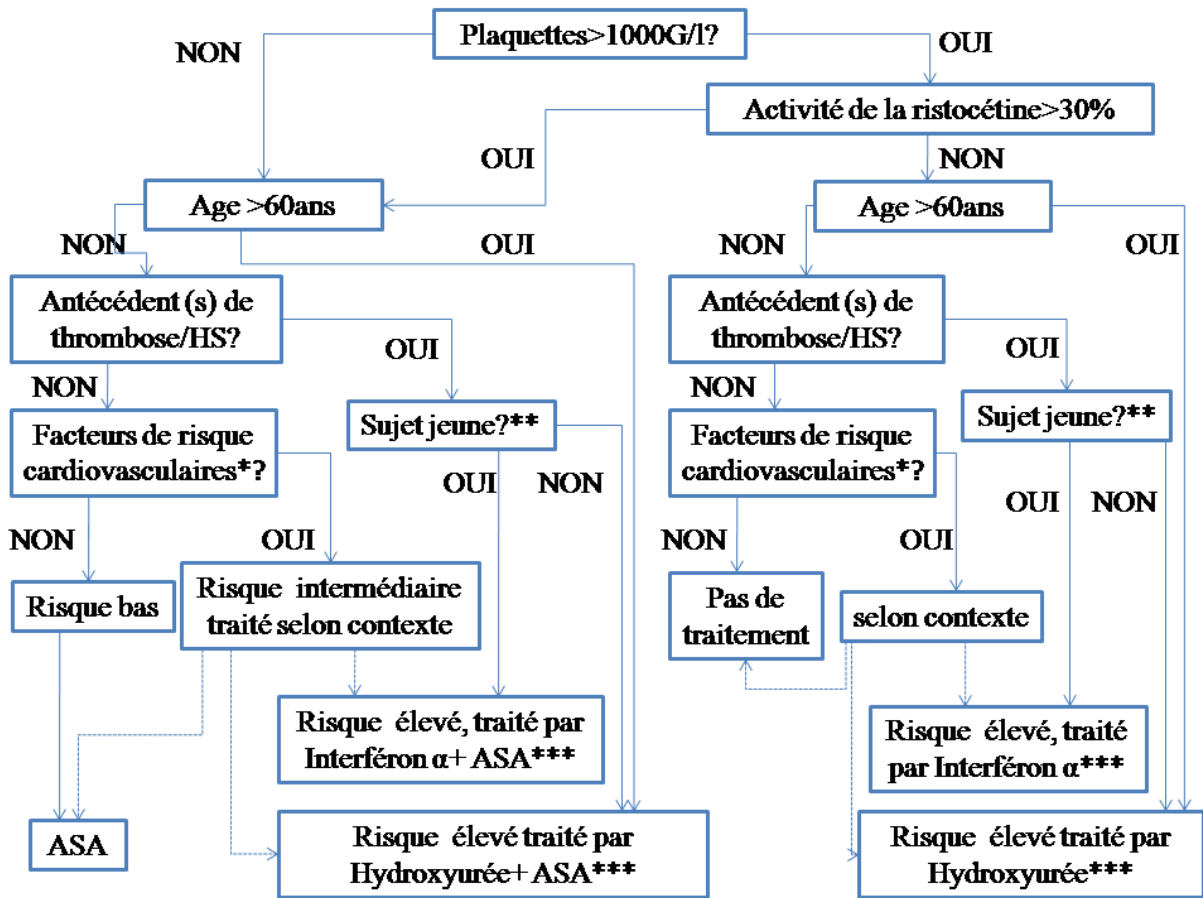 Plaquettes>1000G/l?
NON
OUI
Activité de la ristocétine>30%
OUI
NON
Age >60ans
Age >60ans
NON
OUI
NON
OUI
Antécédent (s) de
thrombose/HS?
Antécédent (s) de
thrombose/HS?
OUI
OUI
NON
NON
Facteurs de risque
cardiovasculaires*?
Sujet jeune?**
Facteurs de risque
cardiovasculaires*?
Sujet jeune?**
OUI
NON
OUI
NON
NON
OUI
NON
OUI
Risque bas
Risque intermédiaire
traité selon contexte
Pas de
traitement
selon contexte
Risque élevé, traité par
Interféron α+ ASA***
Risque élevé, traité
par Interféron α***
ASA
Risque élevé traité par
Hydroxyurée+ ASA***
Risque élevé traité par
Hydroxyurée***